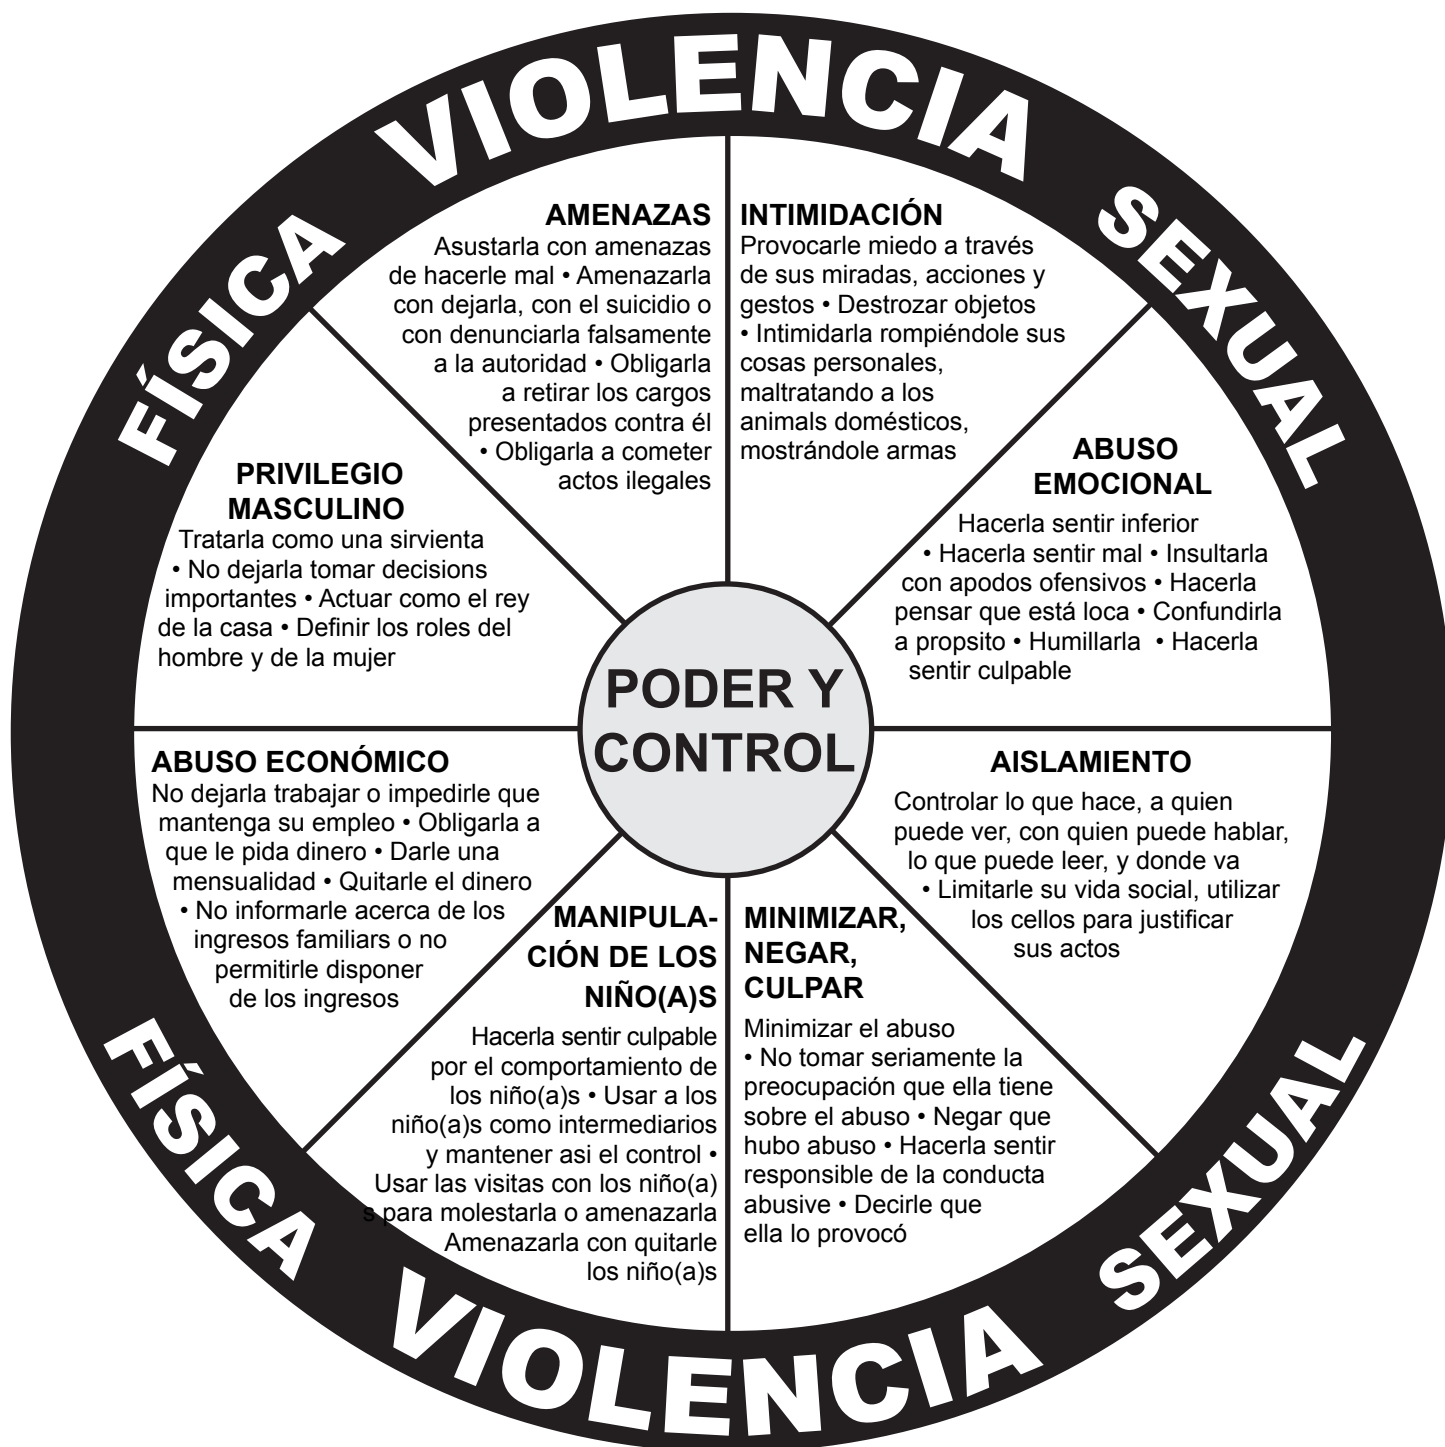 FÍSICA VIOLENCIA SEXUAL
AMENAZAS
Asustarla con amenazas
de hacerle mal • Amenazarla
con dejarla, con el suicidio o
con denunciarla falsamente
a la autoridad • Obligarla
a retirar los cargos
presentados contra él
• Obligarla a cometer
actos ilegales
INTIMIDACIÓN
Provocarle miedo a través
de sus miradas, acciones y
gestos • Destrozar objetos
• Intimidarla rompiéndole sus
cosas personales,
maltratando a los
animals domésticos,
mostrándole armas
ABUSO
EMOCIONAL
Hacerla sentir inferior
• Hacerla sentir mal • Insultarla
con apodos ofensivos • Hacerla
pensar que está loca • Confundirla
a propsito • Humillarla • Hacerla
sentir culpable
AISLAMIENTO
Controlar lo que hace, a quien
puede ver, con quien puede hablar,
lo que puede leer, y donde va
• Limitarle su vida social, utilizar
los cellos para justificar
sus actos
MINIMIZAR,
NEGAR,
CULPAR
Minimizar el abuso
• No tomar seriamente la
preocupación que ella tiene
sobre el abuso • Negar que
hubo abuso • Hacerla sentir
responsible de la conducta
abusive • Decirle que
ella lo provocó
MANIPULA-
CIÓN DE LOS
NIÑO(A)S
Hacerla sentir culpable
por el comportamiento de
los niño(a)s • Usar a los
niño(a)s como intermediarios
y mantener asi el control •
Usar las visitas con los niño(a)
s para molestarla o amenazarla
Amenazarla con quitarle
los niño(a)s
ABUSO ECONÓMICO
No dejarla trabajar o impedirle que
mantenga su empleo • Obligarla a
que le pida dinero • Darle una
mensualidad • Quitarle el dinero
• No informarle acerca de los
ingresos familiars o no
permitirle disponer
de los ingresos
PRIVILEGIO
MASCULINO
Tratarla como una sirvienta
• No dejarla tomar decisions
importantes • Actuar como el rey
de la casa • Definir los roles del
hombre y de la mujer
PODER Y
CONTROL
FÍSICA VIOLENCIA SEXUAL